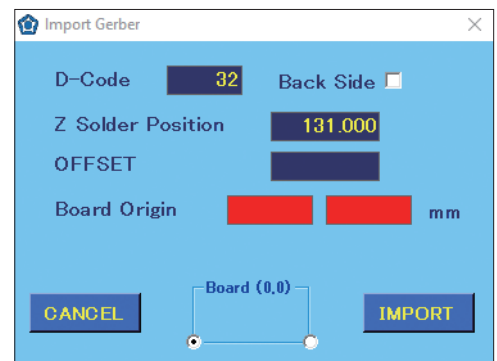 Import Gerber
D-Code 32 Back Side
Z Solder Position 131.000
OFFSET
Board Origin mm
Board (0,0)
CANCEL IMPORT